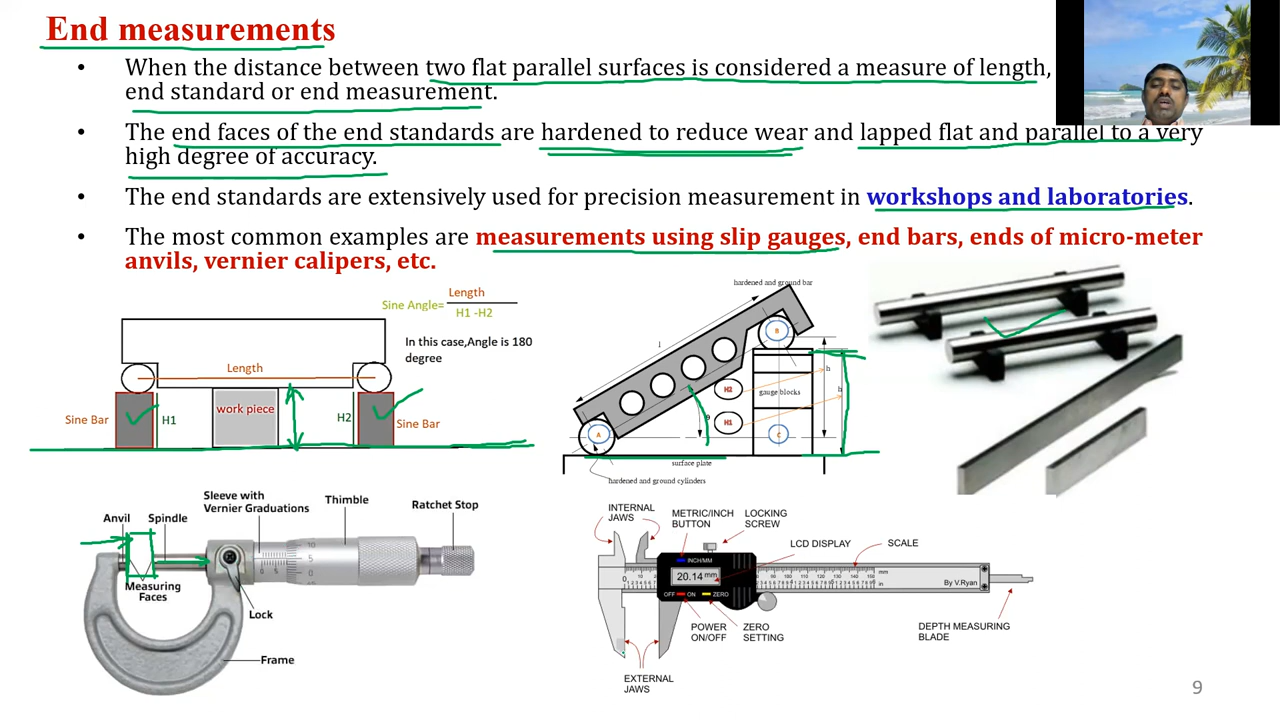 End measurements
• When the distance between two flat parallel surfaces is considered a measure of length,
end standard or end measurement.
• The end faces of the end standards are hardened to reduce wear and lapped flat and parallel to a very
high degree of accuracy.
• The end standards are extensively used for precision measurement in workshops and laboratories.
• The most common examples are measurements using slip gauges, end bars, ends of micro-meter
anvils, vernier calipers, etc.
Length
Sine Angle=
H1 -H2
In this case,Angle is 180
degree
Length
Sine Bar
H1
work piece
H2
Sine Bar
hardened and ground bar
l
B
H2
H1
gauge blocks
h
h
θ
A
C
surface plate
hardened and ground cylinders
Anvil
Spindle
Sleeve with
Vernier Graduations
Thimble
Ratchet Stop
0 5
10
5
0
Measuring
Faces
Lock
Frame
INTERNAL
JAWS
METRIC/INCH
BUTTON
LOCKING
SCREW
LCD DISPLAY
SCALE
INCH/MM
20.14 mm
OFF ON ZERO
mm
in
By V.Ryan
POWER
ON/OFF
ZERO
SETTING
DEPTH MEASURING
BLADE
EXTERNAL
JAWS
9